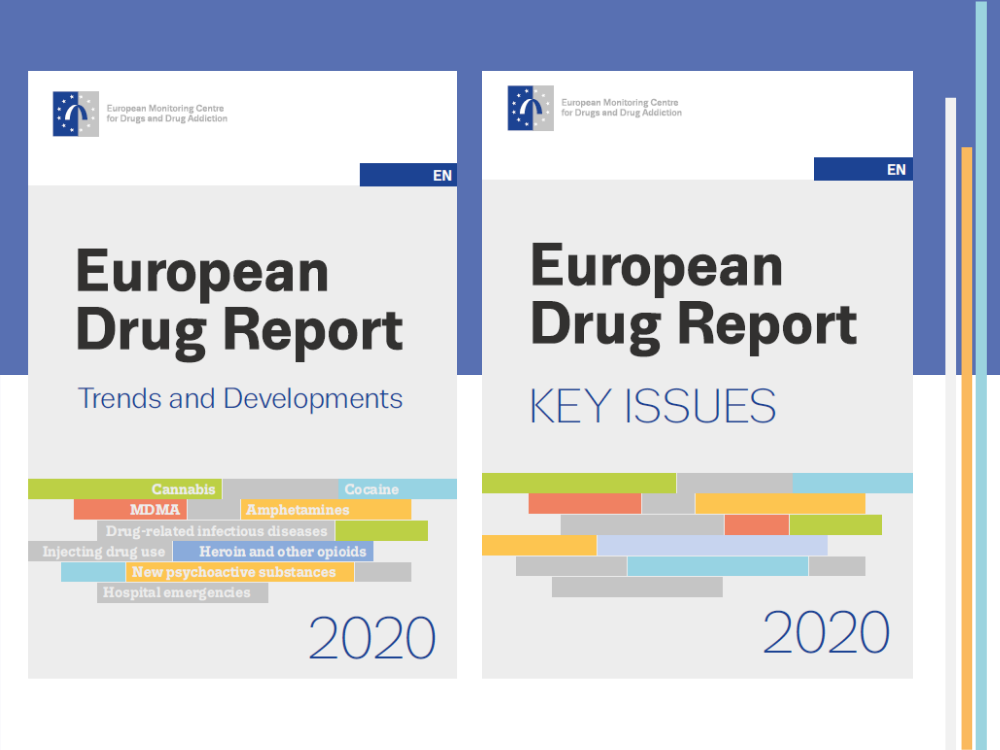 European Monitoring Centre
for Drugs and Drug Addiction
EN
European
Drug Report
Trends and Developments
Cannabis
Cocaine
MDMA
Amphetamines
Drug-related infectious diseases
Injecting drug use
Heroin and other opioids
New psychoactive substances
Hospital emergencies
2020
European Monitoring Centre
for Drugs and Drug Addiction
EN
European
Drug Report
KEY ISSUES
2020